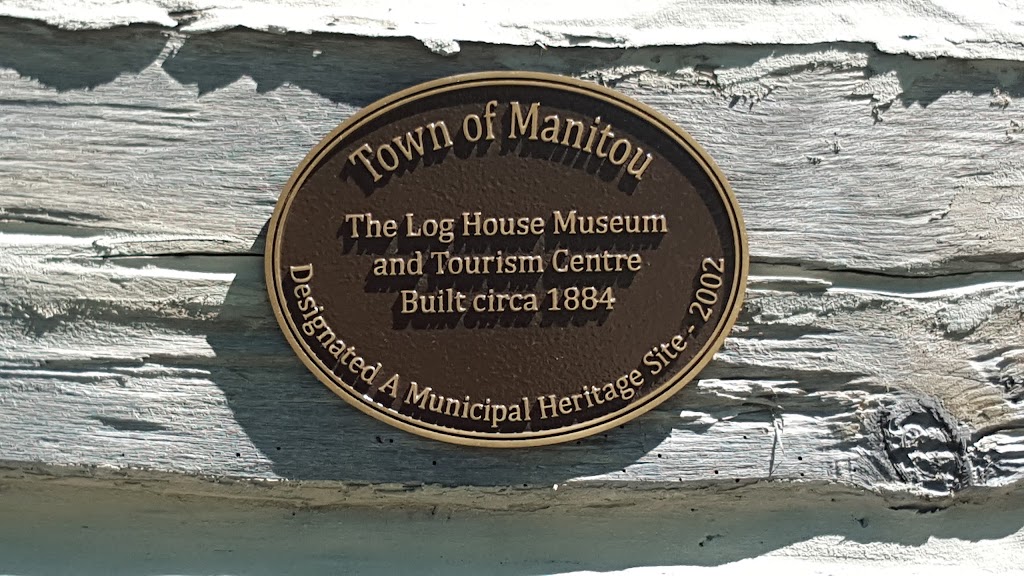 Town of Manitou
The Log House Museum
and Tourism Centre
Built circa 1884
Designated A Municipal Heritage Site - 2002